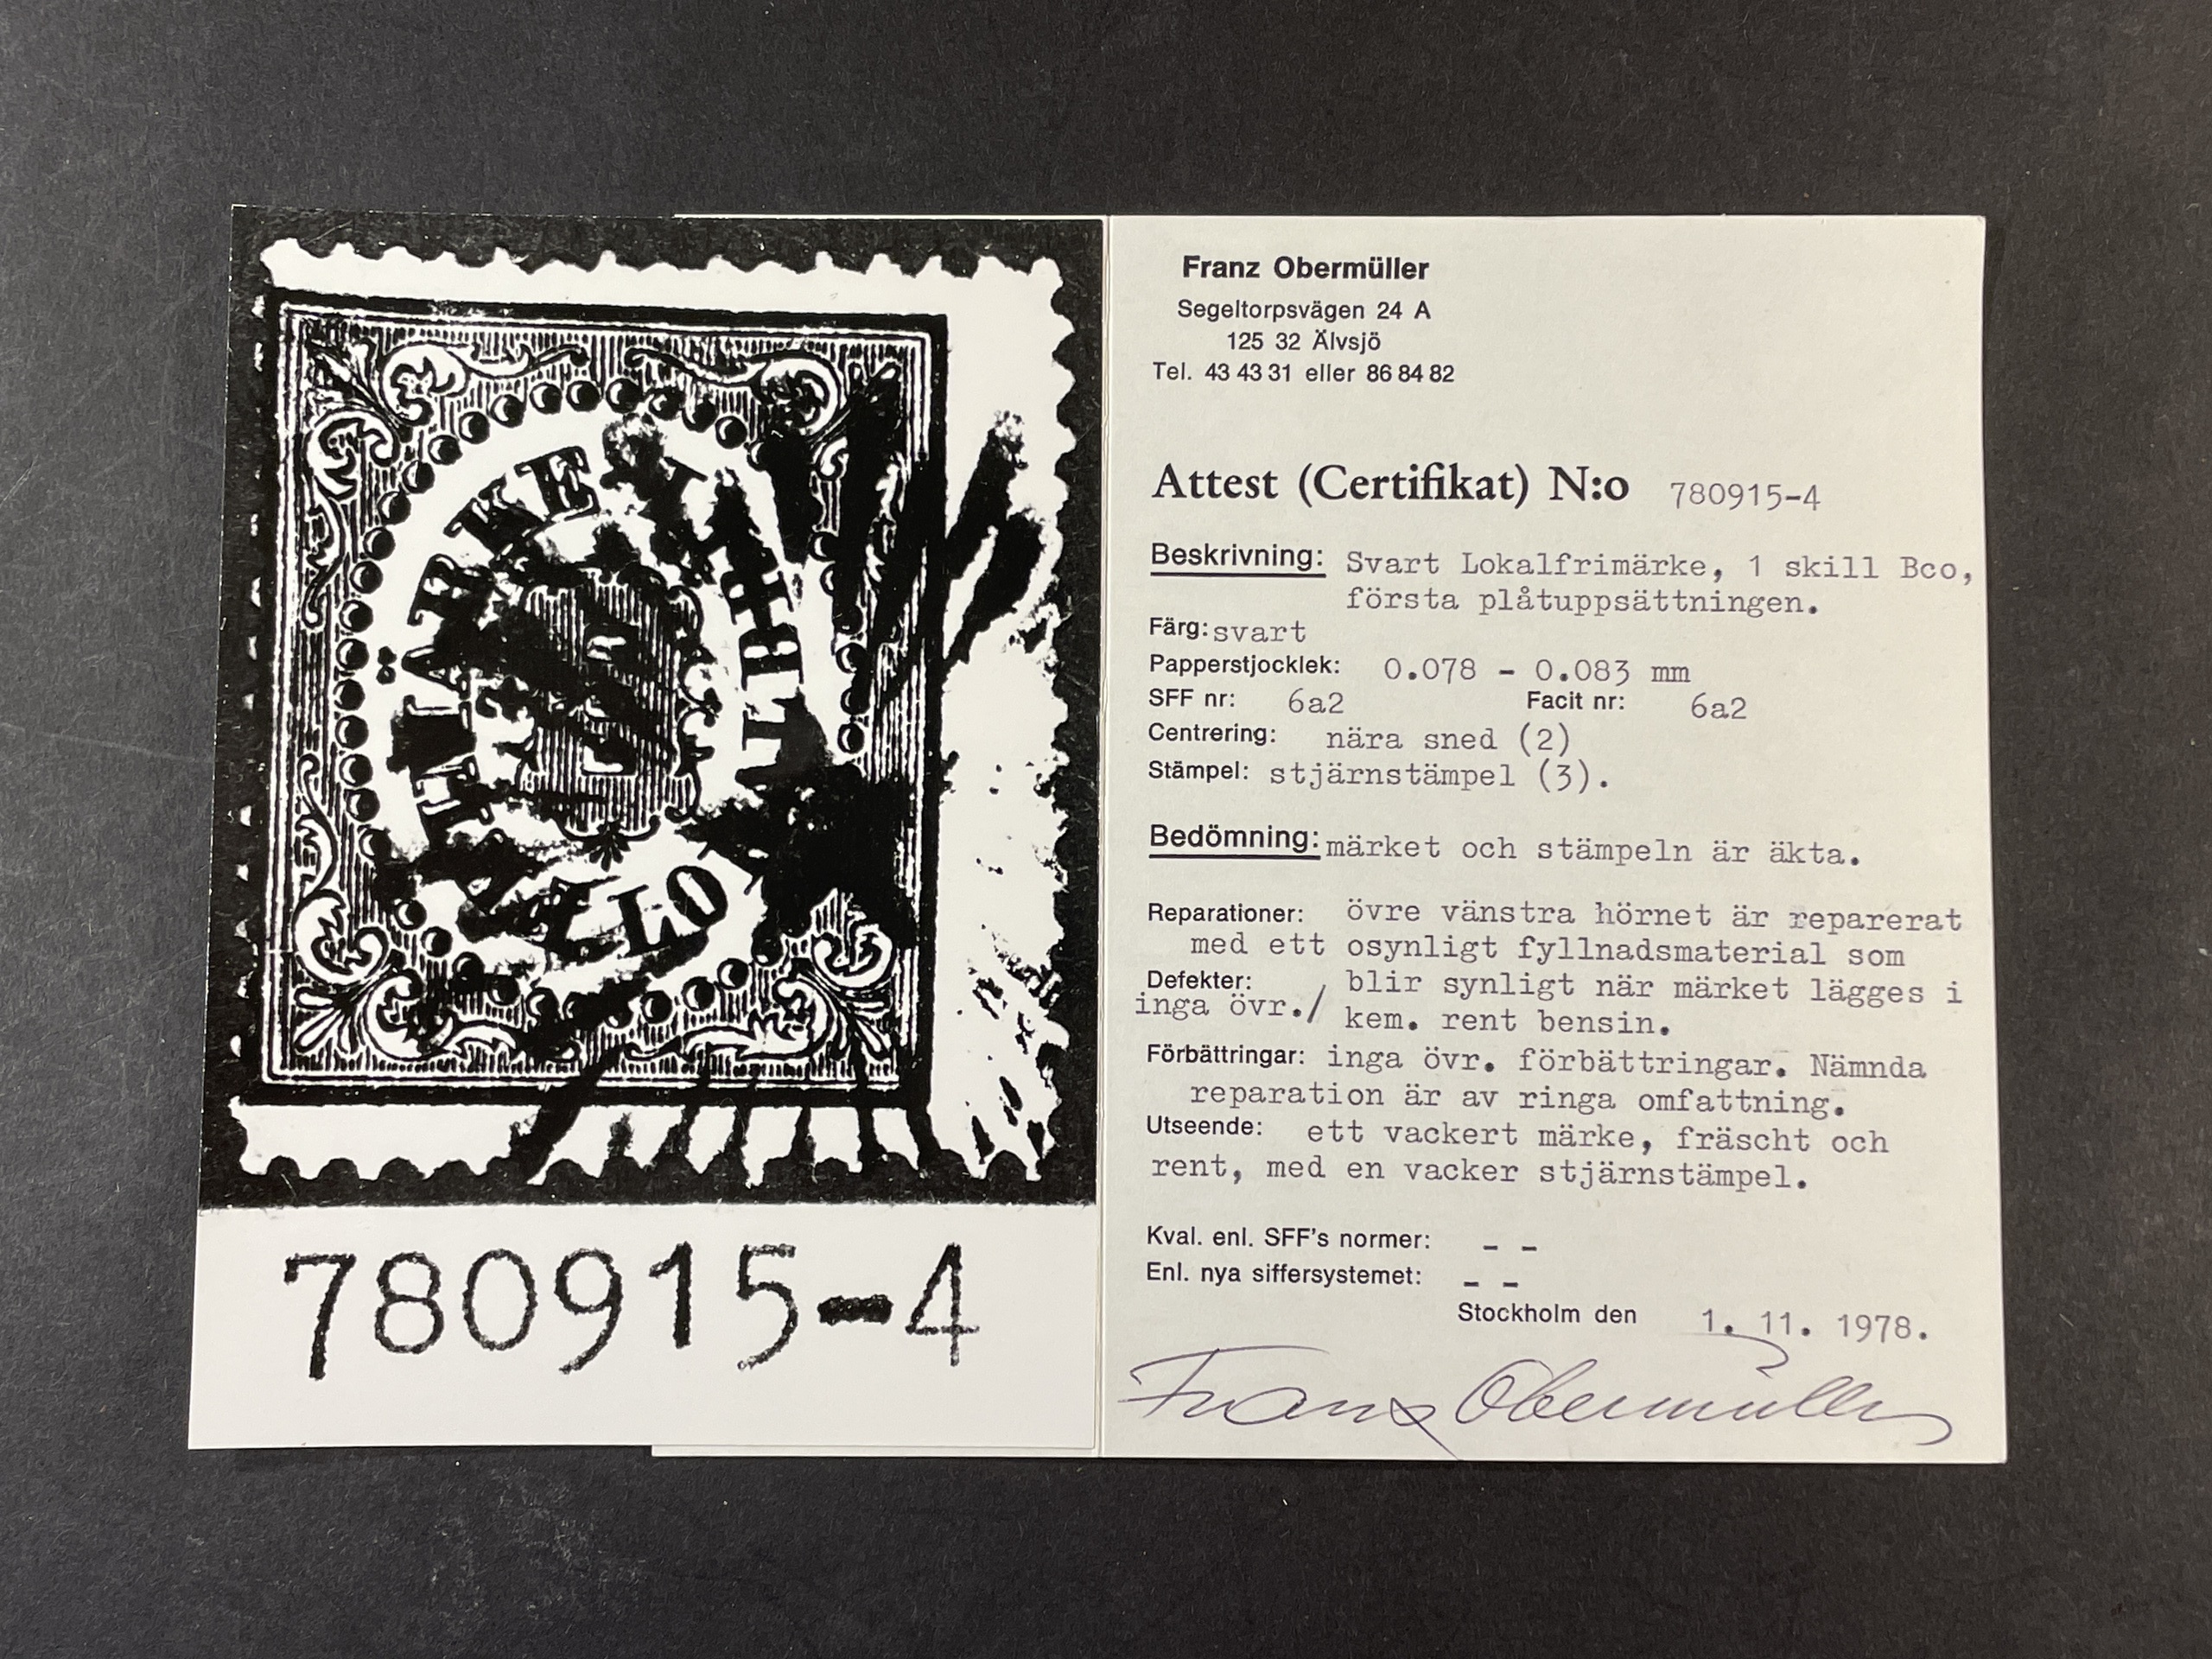 FRIMÄRKE FÖR LOKALBREF
780915-4
Franz Obermüller
Segeltorpsvägen 24 A
125 32 Älvsjö
Tel. 43 43 31 eller 86 84 82
Attest (Certifikat) N:o 780915-4
Beskrivning: Svart Lokalfrimärke, 1 skill Bco,
första plåtuppsättningen.
Färg: svart
Papperstjocklek: 0.078 - 0.083 mm
SFF nr: 6a2 Facit nr: 6a2
Centrering: nära sned (2)
Stämpel: stjärnstämpel (3).
Bedömning: märket och stämpeln är äkta.
Reparationer: övre vänstra hörnet är reparerat
med ett osynligt fyllnadsmaterial som
Defekter: blir synligt när märket lägges i
inga övr./ kem. rent bensin.
Förbättringar: inga övr. förbättringar. Nämnda
reparation är av ringa omfattning.
Utseende: ett vackert märke, fräscht och
rent, med en vacker stjärnstämpel.
Kval. enl. SFF's normer: - -
Enl. nya siffersystemet: - -
Stockholm den 1. 11. 1978.
Franz Obermüller